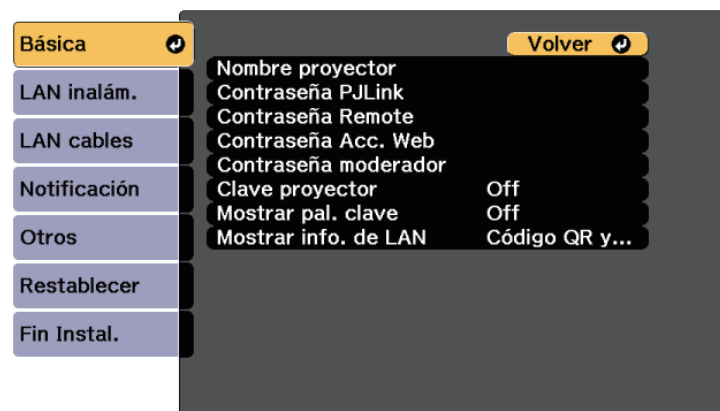 Básica
LAN inalám.
LAN cables
Notificación
Otros
Restablecer
Fin Instal.
Volver
Nombre proyector
Contraseña PJLink
Contraseña Remote
Contraseña Acc. Web
Contraseña moderador
Clave proyector Off
Mostrar pal. clave Off
Mostrar info. de LAN Código QR y...